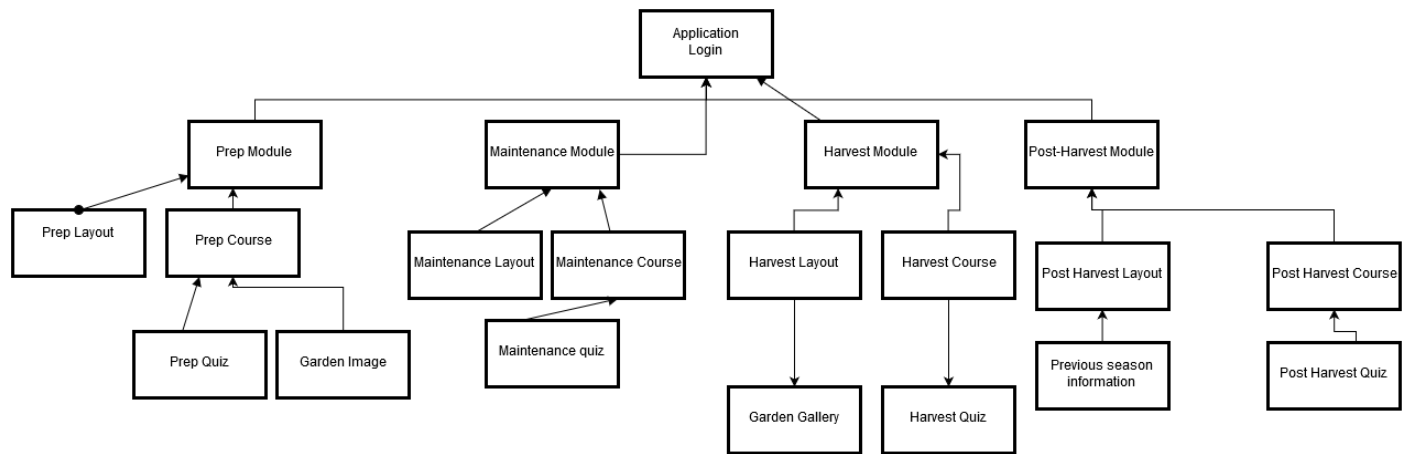 Application
Login
Prep Module
Maintenance Module
Harvest Module
Post-Harvest Module
Prep Layout
Prep Course
Maintenance Layout
Maintenance Course
Harvest Layout
Harvest Course
Post Harvest Layout
Post Harvest Course
Prep Quiz
Garden Image
Maintenance quiz
Previous season
information
Post Harvest Quiz
Garden Gallery
Harvest Quiz